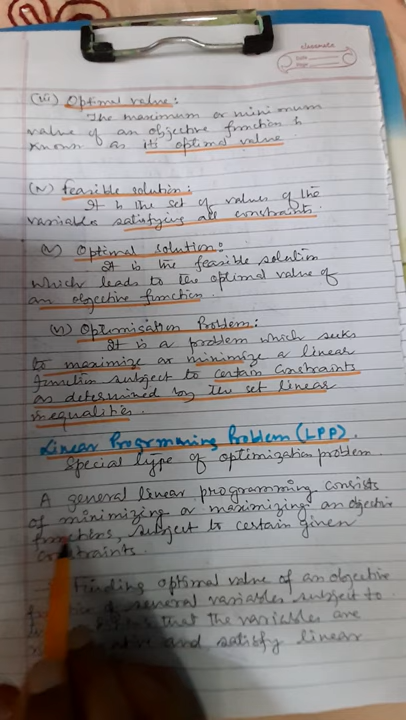 classmate
Date
Page
(iii) Optimal value:
The maximum or minimum
value of an objective function is
known as its optimal value
(iv) feasible solution:
It is the set of values of the
variables satisfying all constraints.
(v) Optimal solution:
It is the feasible solution
which leads to the optimal value of
an objective function.
(vi) Optimisation Problem:
It is a problem which seeks
to maximize or minimize a linear
function subject to certain constraints
as determined by the set linear
inequalities.
Linear Programming Problem (LPP).
Special type of optimization problem
A general linear programming consists
of minimizing or maximizing an objective
functions, subject to certain given
constraints.
Finding optimal value of an objective
of several variables subject to
that the variables are
and satisfy linear